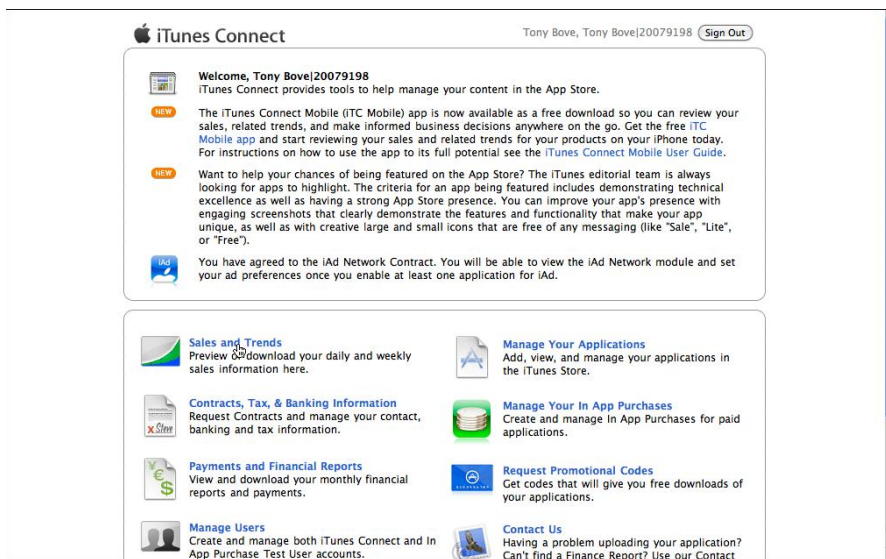 iTunes Connect
Tony Bove, Tony Bove|20079198 Sign Out
Welcome, Tony Bove|20079198
iTunes Connect provides tools to help manage your content in the App Store.
NEW
The iTunes Connect Mobile (iTC Mobile) app is now available as a free download so you can review your
sales, related trends, and make informed business decisions anywhere on the go. Get the free iTC
Mobile app and start reviewing your sales and related trends for your products on your iPhone today.
For instructions on how to use the app to its full potential see the iTunes Connect Mobile User Guide.
NEW
Want to help your chances of being featured on the App Store? The iTunes editorial team is always
looking for apps to highlight. The criteria for an app being featured includes demonstrating technical
excellence as well as having a strong App Store presence. You can improve your app's presence with
engaging screenshots that clearly demonstrate the features and functionality that make your app
unique, as well as with creative large and small icons that are free of any messaging (like "Sale", "Lite",
or "Free").
iAd
You have agreed to the iAd Network Contract. You will be able to view the iAd Network module and set
your ad preferences once you enable at least one application for iAd.
Sales and Trends
Preview or download your daily and weekly
sales information here.
Manage Your Applications
Add, view, and manage your applications in
the iTunes Store.
Contracts, Tax, & Banking Information
Request Contracts and manage your contact,
banking and tax information.
Manage Your In App Purchases
Create and manage In App Purchases for paid
applications.
Payments and Financial Reports
View and download your monthly financial
reports and payments.
Request Promotional Codes
Get codes that will give you free downloads of
your applications.
Manage Users
Create and manage both iTunes Connect and In
App Purchase Test User accounts.
Contact Us
Having a problem uploading your application?
Can't find a Finance Report? Use our Contact